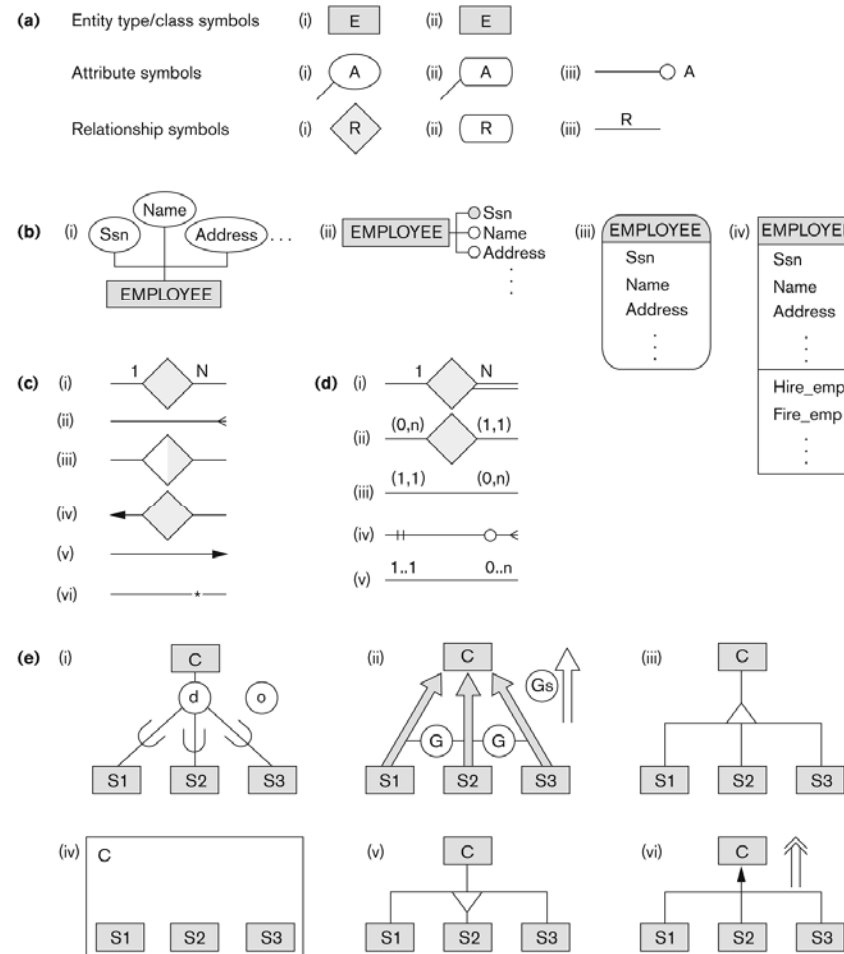 (a) Entity type/class symbols (i) E (ii) E
Attribute symbols (i) A (ii) A (iii) A
Relationship symbols (i) R (ii) R (iii) R
(b) (i) Ssn Name Address . . .
EMPLOYEE
(ii) EMPLOYEE Ssn
Name
Address
(iii) EMPLOYEE
Ssn
Name
Address
(iv) EMPLOYEE
Ssn
Name
Address
Hire_emp
Fire_emp
(c) (i) 1 N
(ii)
(iii)
(iv)
(v)
(vi) *
(d) (i) 1 N
(ii) (0,n) (1,1)
(iii) (1,1) (0,n)
(iv)
(v) 1..1 0..n
(e) (i) C
d o
S1 S2 S3
(ii) C
Gs
G G
S1 S2 S3
(iii) C
S1 S2 S3
(iv) C
S1 S2 S3
(v) C
S1 S2 S3
(vi) C
S1 S2 S3